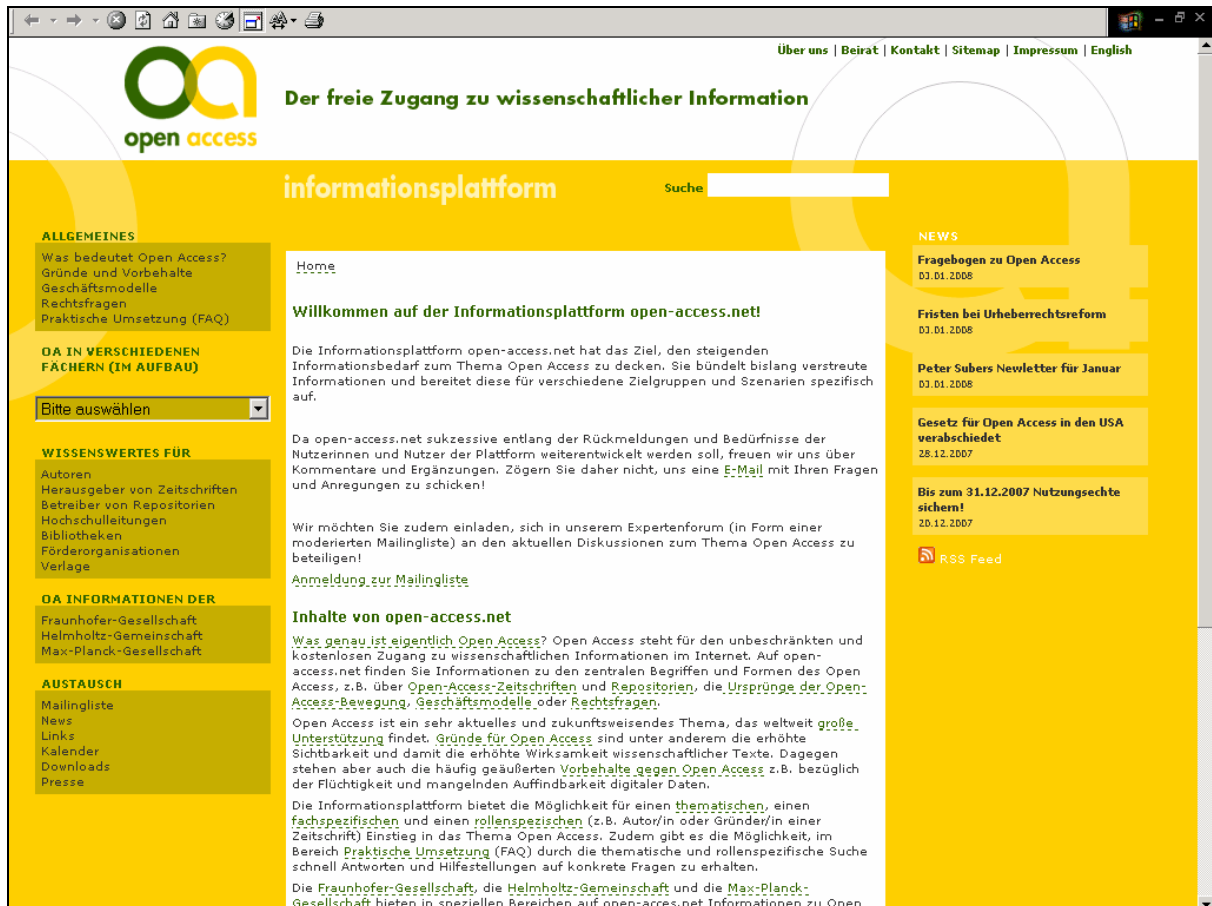 Über uns | Beirat | Kontakt | Sitemap | Impressum | English
open access
Der freie Zugang zu wissenschaftlicher Information
informationsplattform
Suche
ALLGEMEINES
Was bedeutet Open Access?
Gründe und Vorbehalte
Geschäftsmodelle
Rechtsfragen
Praktische Umsetzung (FAQ)
OA IN VERSCHIEDENEN
FÄCHERN (IM AUFBAU)
Bitte auswählen
WISSENSWERTES FÜR
Autoren
Herausgeber von Zeitschriften
Betreiber von Repositorien
Hochschulleitungen
Bibliotheken
Förderorganisationen
Verlage
OA INFORMATIONEN DER
Fraunhofer-Gesellschaft
Helmholtz-Gemeinschaft
Max-Planck-Gesellschaft
AUSTAUSCH
Mailingliste
News
Links
Kalender
Downloads
Presse
Home
Willkommen auf der Informationsplattform open-access.net!
Die Informationsplattform open-access.net hat das Ziel, den steigenden
Informationsbedarf zum Thema Open Access zu decken. Sie bündelt bislang verstreute
Informationen und bereitet diese für verschiedene Zielgruppen und Szenarien spezifisch
auf.
Da open-access.net sukzessive entlang der Rückmeldungen und Bedürfnisse der
Nutzerinnen und Nutzer der Plattform weiterentwickelt werden soll, freuen wir uns über
Kommentare und Ergänzungen. Zögern Sie daher nicht, uns eine E-Mail mit Ihren Fragen
und Anregungen zu schicken!
Wir möchten Sie zudem einladen, sich in unserem Expertenforum (in Form einer
moderierten Mailingliste) an den aktuellen Diskussionen zum Thema Open Access zu
beteiligen!
Anmeldung zur Mailingliste
Inhalte von open-access.net
Was genau ist eigentlich Open Access? Open Access steht für den unbeschränkten und
kostenlosen Zugang zu wissenschaftlichen Informationen im Internet. Auf open-
access.net finden Sie Informationen zu den zentralen Begriffen und Formen des Open
Access, z.B. über Open-Access-Zeitschriften und Repositorien, die Ursprünge der Open-
Access-Bewegung, Geschäftsmodelle oder Rechtsfragen.
Open Access ist ein sehr aktuelles und zukunftsweisendes Thema, das weltweit große
Unterstützung findet. Gründe für Open Access sind unter anderem die erhöhte
Sichtbarkeit und damit die erhöhte Wirksamkeit wissenschaftlicher Texte. Dagegen
stehen aber auch die häufig geäußerten Vorbehalte gegen Open Access z.B. bezüglich
der Flüchtigkeit und mangelnden Auffindbarkeit digitaler Daten.
Die Informationsplattform bietet die Möglichkeit für einen thematischen, einen
fachspezifischen und einen rollenspezischen (z.B. Autor/in oder Gründer/in einer
Zeitschrift) Einstieg in das Thema Open Access. Zudem gibt es die Möglichkeit, im
Bereich Praktische Umsetzung (FAQ) durch die thematische und rollenspezifische Suche
schnell Antworten und Hilfestellungen auf konkrete Fragen zu erhalten.
Die Fraunhofer-Gesellschaft, die Helmholtz-Gemeinschaft und die Max-Planck-
Gesellschaft bieten in speziellen Bereichen auf open-acces.net Informationen zu Open
NEWS
Fragebogen zu Open Access
03.01.2008
Fristen bei Urheberrechtsreform
03.01.2008
Peter Subers Newletter für Januar
03.01.2008
Gesetz für Open Access in den USA
verabschiedet
28.12.2007
Bis zum 31.12.2007 Nutzungsechte
sichern!
20.12.2007
RSS Feed